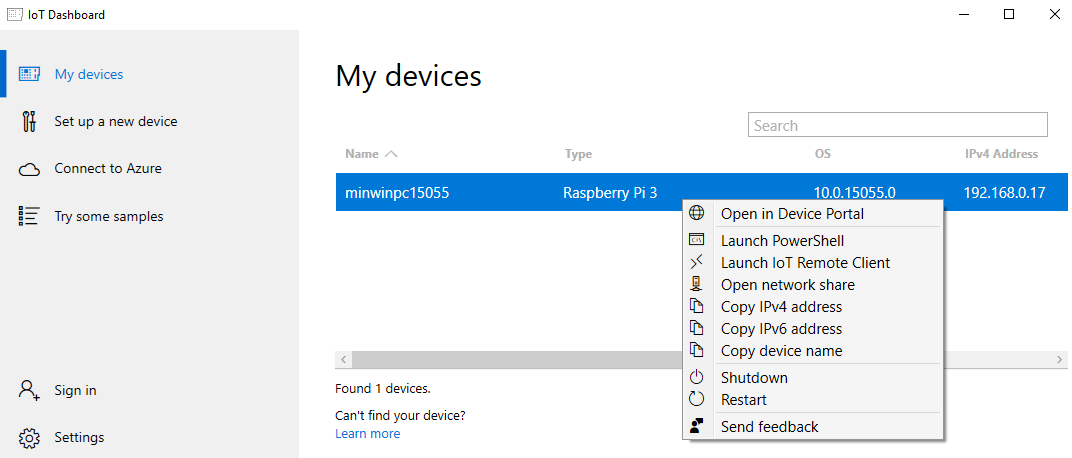 IoT Dashboard
My devices
Set up a new device
Connect to Azure
Try some samples
Sign in
Settings
My devices
Search
Name Type OS IPv4 Address
minwinpc15055 Raspberry Pi 3 10.0.15055.0 192.168.0.17
Open in Device Portal
Launch PowerShell
Launch IoT Remote Client
Open network share
Copy IPv4 address
Copy IPv6 address
Copy device name
Shutdown
Restart
Send feedback
Found 1 devices.
Can't find your device?
Learn more